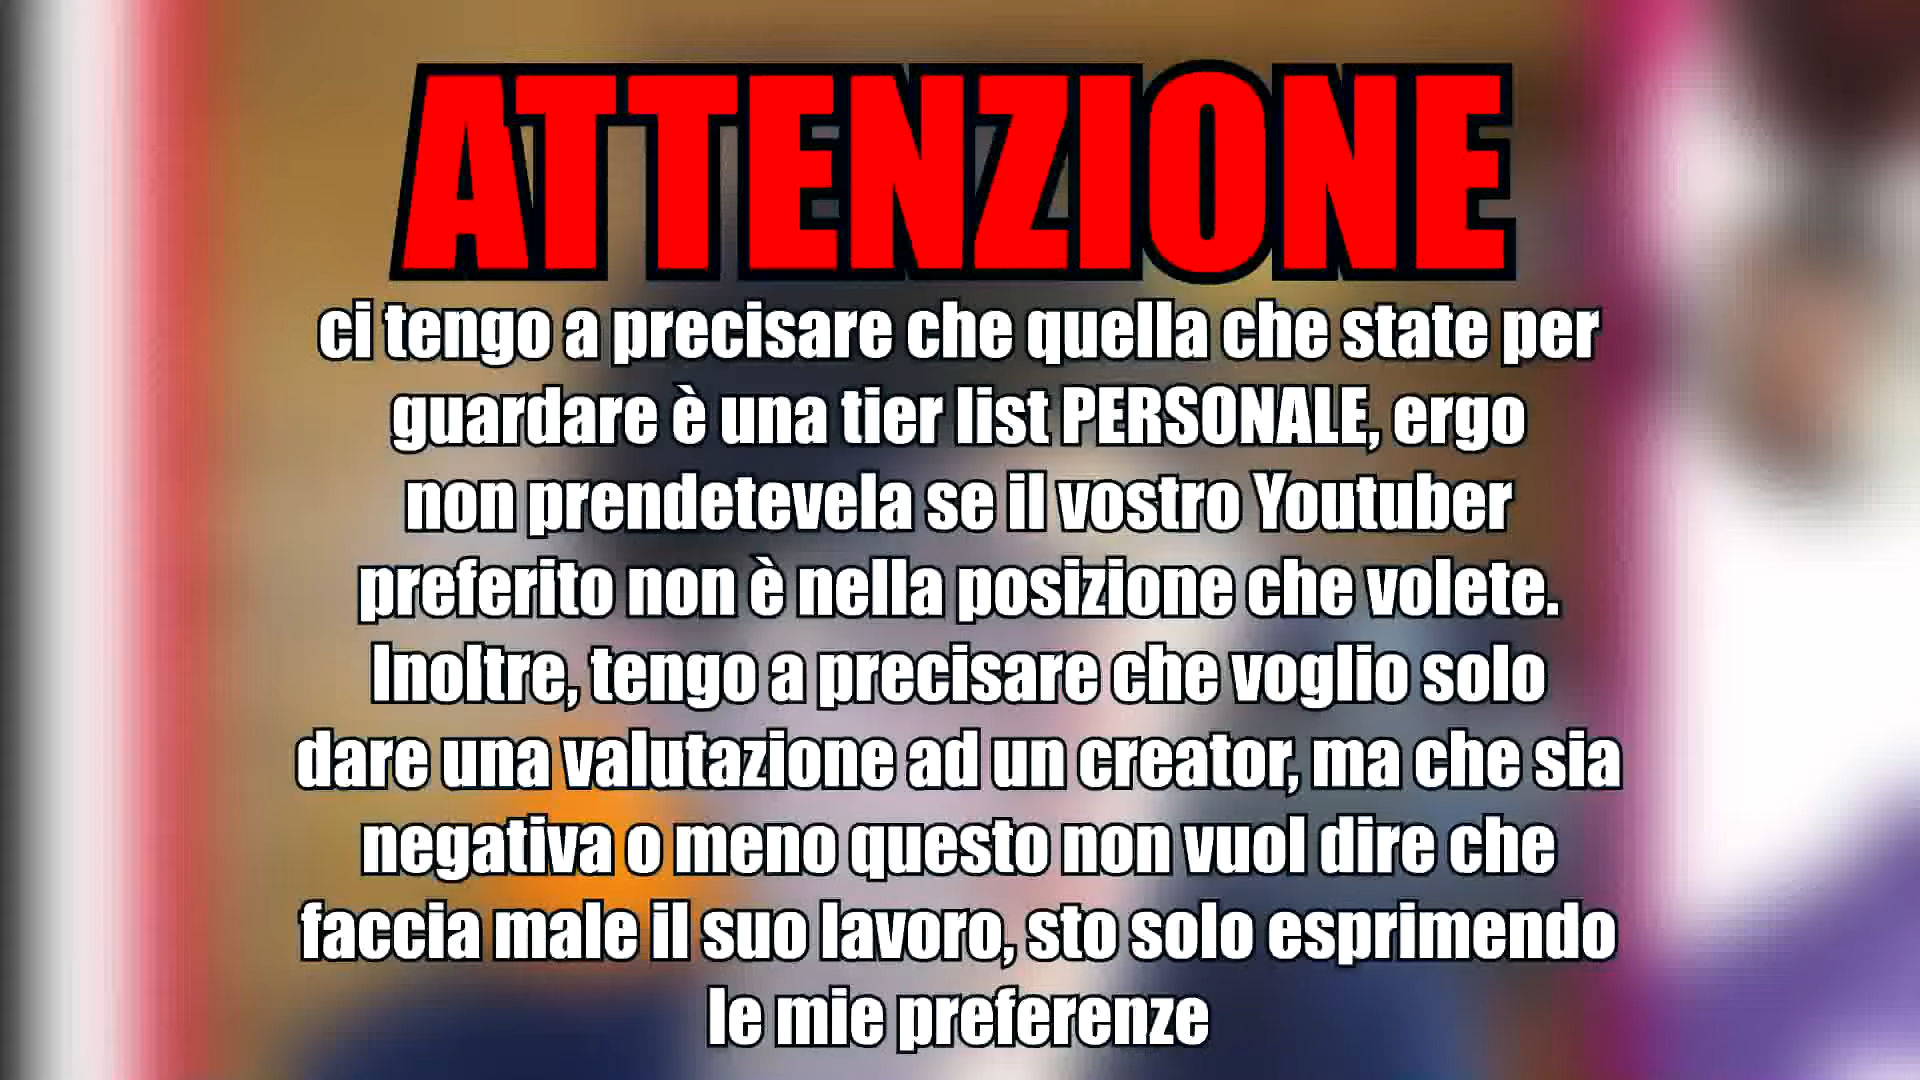 ATTENZIONE
ci tengo a precisare che quella che state per
guardare è una tier list PERSONALE, ergo
non prendetevela se il vostro Youtuber
preferito non è nella posizione che volete.
Inoltre, tengo a precisare che voglio solo
dare una valutazione ad un creator, ma che sia
negativa o meno questo non vuol dire che
faccia male il suo lavoro, sto solo esprimendo
le mie preferenze